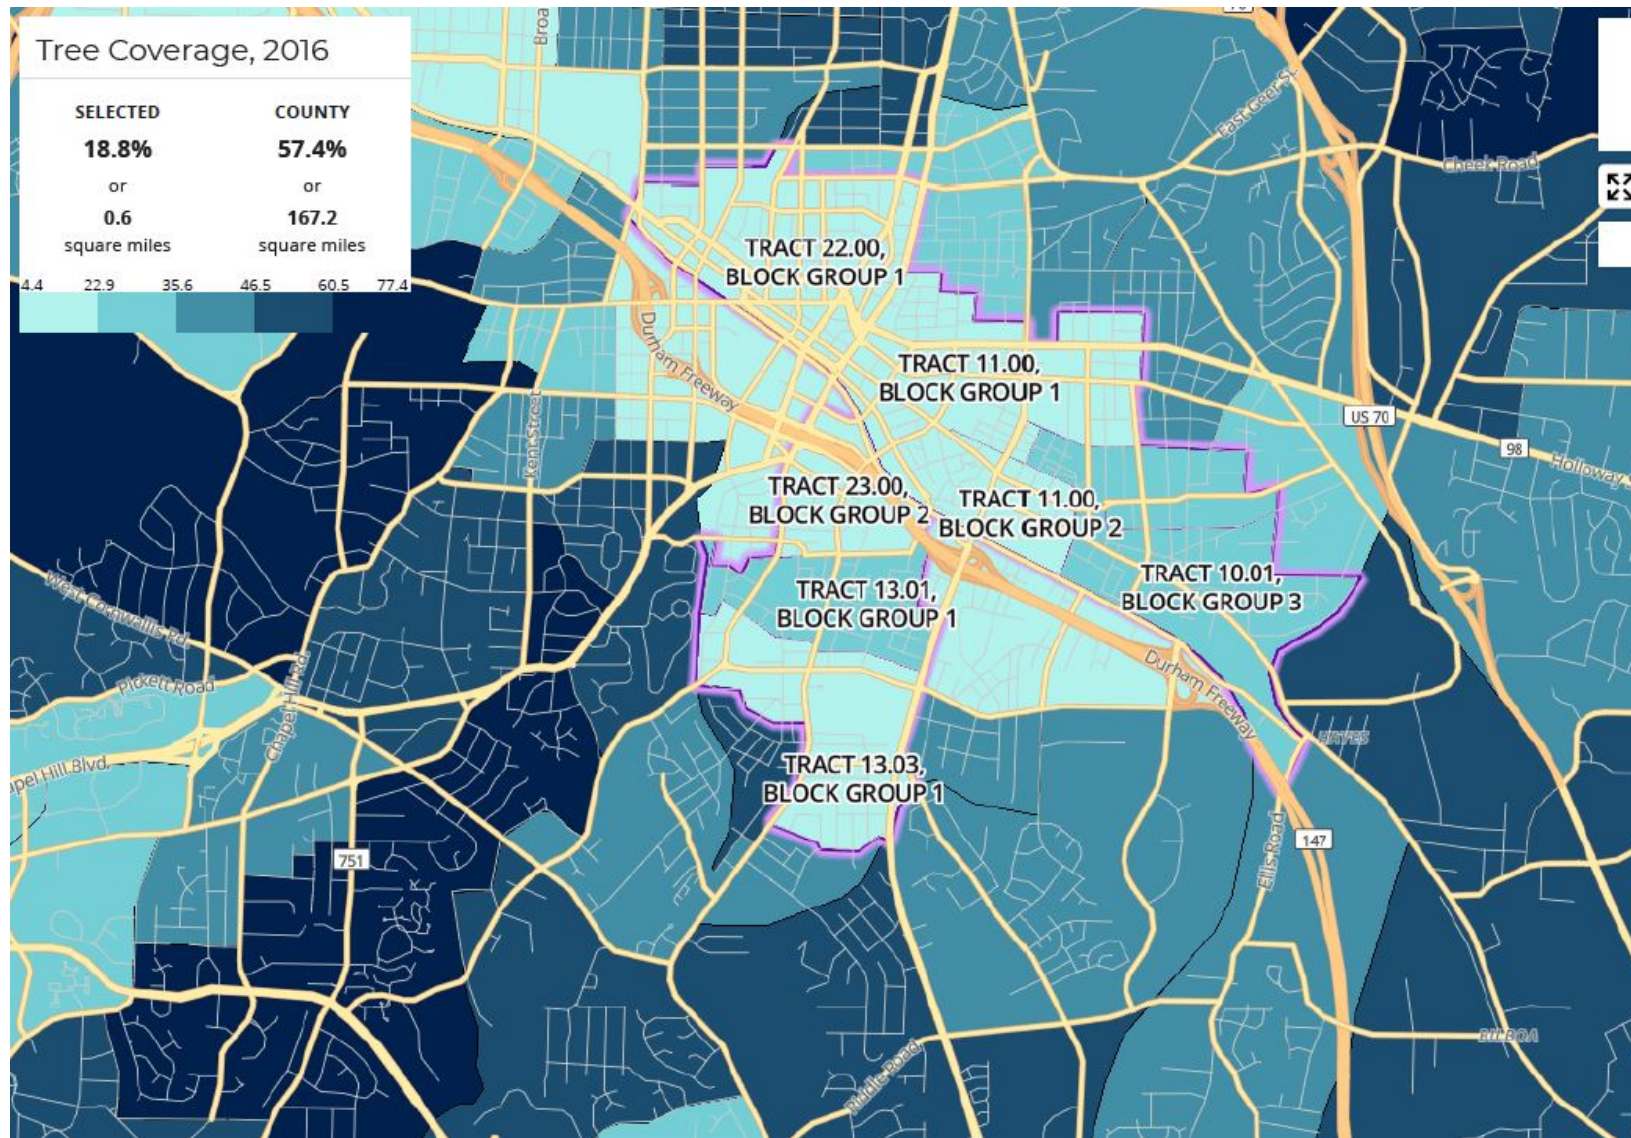 Tree Coverage, 2016
SELECTED
COUNTY
18.8%
57.4%
or
or
0.6
167.2
square miles
square miles
4.4 22.9 35.6 46.5 60.5 77.4
Broa
70
East Geer St.
Cheek Road
TRACT 22.00,
BLOCK GROUP 1
Durham Freeway
TRACT 11.00,
BLOCK GROUP 1
Kent Street
US 70
98
Holloway S
TRACT 23.00,
BLOCK GROUP 2
TRACT 11.00,
BLOCK GROUP 2
TRACT 13.01,
BLOCK GROUP 1
TRACT 10.01,
BLOCK GROUP 3
West Cornwallis Rd.
Pickett Road
Chapel Hill Rd.
Durham Freeway
HAYES
apel Hill Blvd.
TRACT 13.03,
BLOCK GROUP 1
751
147
Ellis Road
BILBOA
Riddle Road